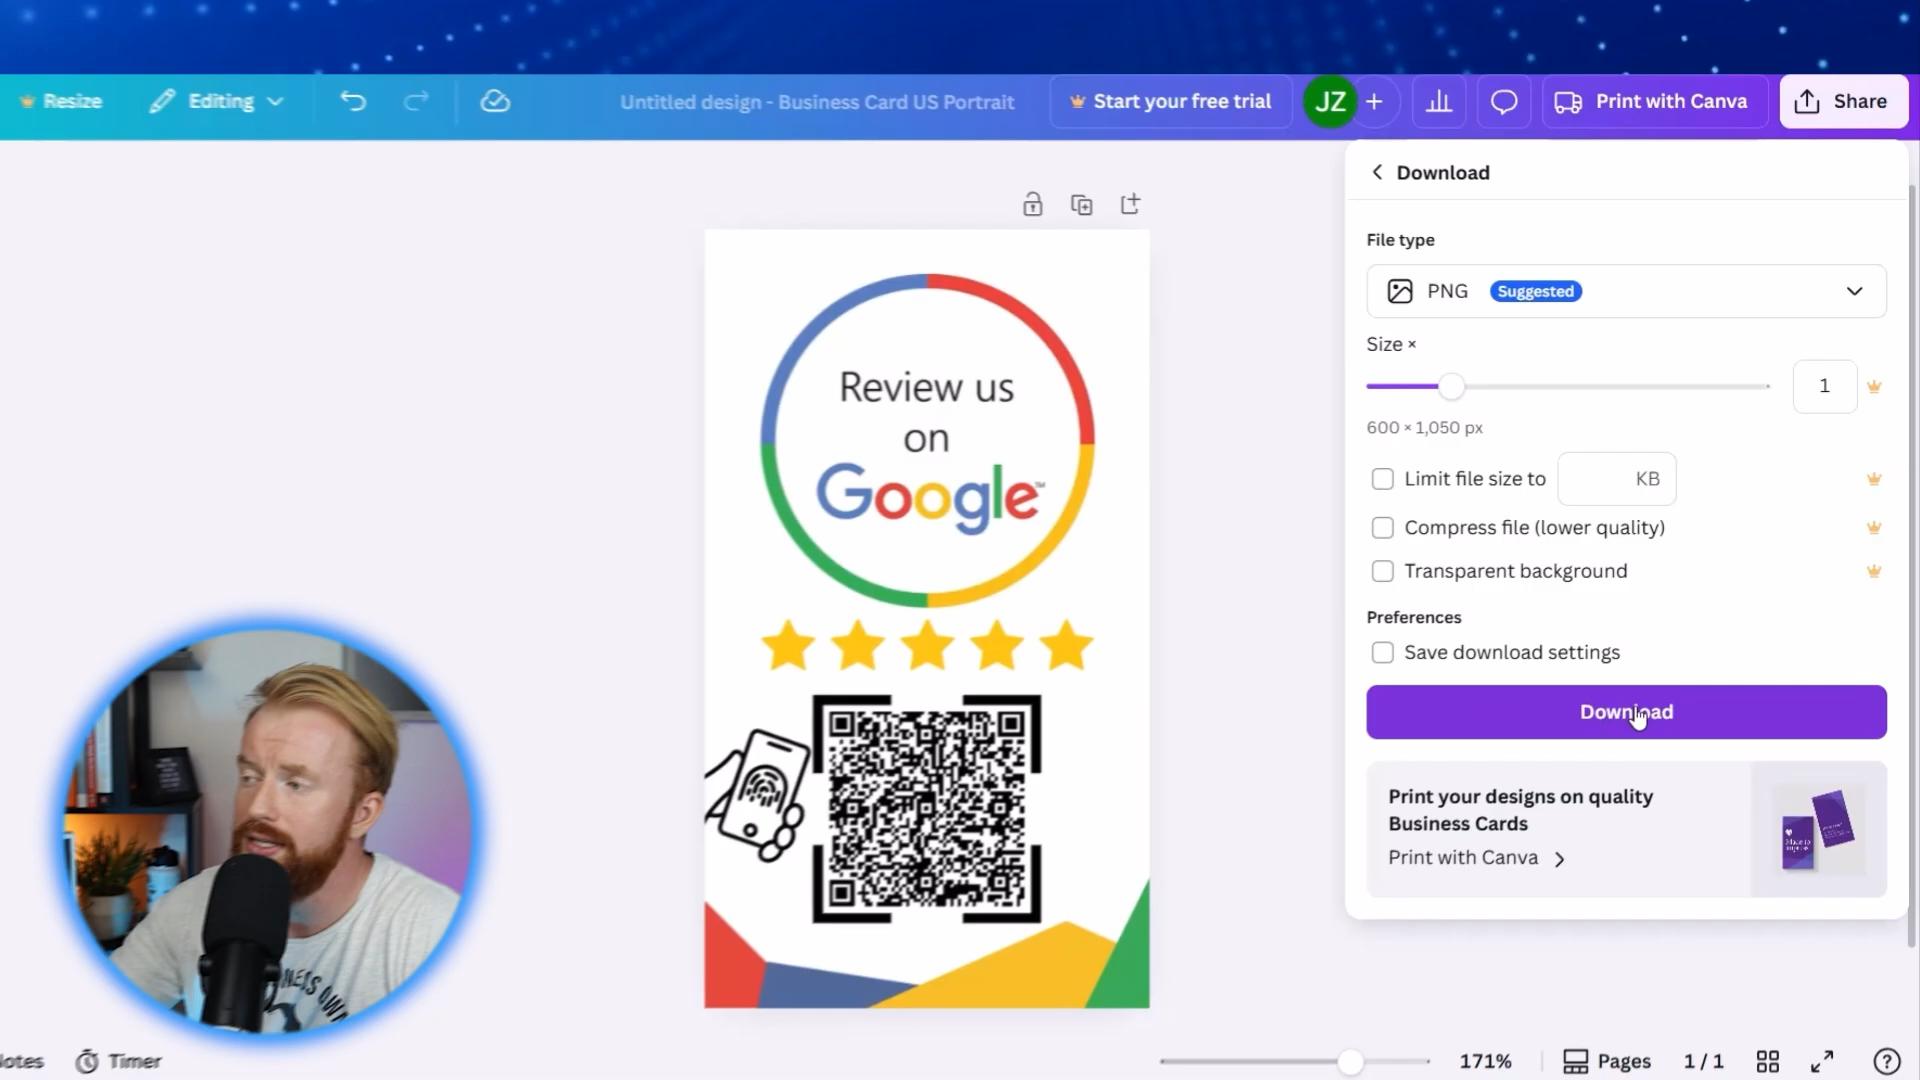 Resize
Editing
Untitled design - Business Card US Portrait
Start your free trial
JZ
Print with Canva
Share
Download
File type
PNG
Suggested
Size ×
1
600 × 1,050 px
Limit file size to
KB
Compress file (lower quality)
Transparent background
Preferences
Save download settings
Download
Print your designs on quality
Business Cards
Print with Canva
Review us
on
Google™
Notes
Timer
171%
Pages
1 / 1